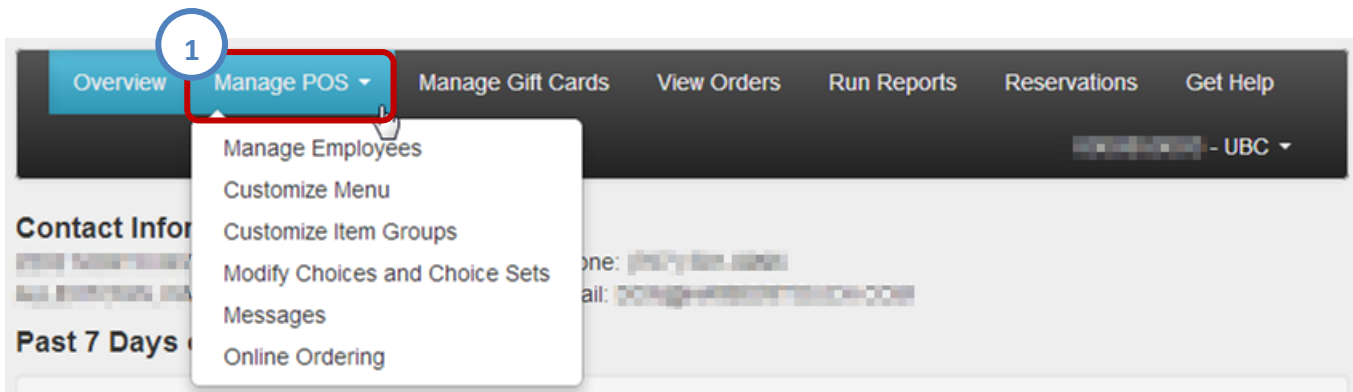 1
Overview Manage POS Manage Gift Cards View Orders Run Reports Reservations Get Help
- UBC
Manage Employees
Customize Menu
Customize Item Groups
Modify Choices and Choice Sets
Messages
Online Ordering
Contact Infor
one:
ail:
Past 7 Days